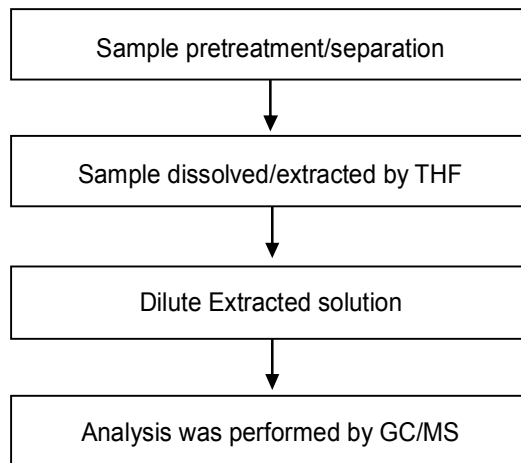 Sample pretreatment/separation
Sample dissolved/extracted by THF
Dilute Extracted solution
Analysis was performed by GC/MS